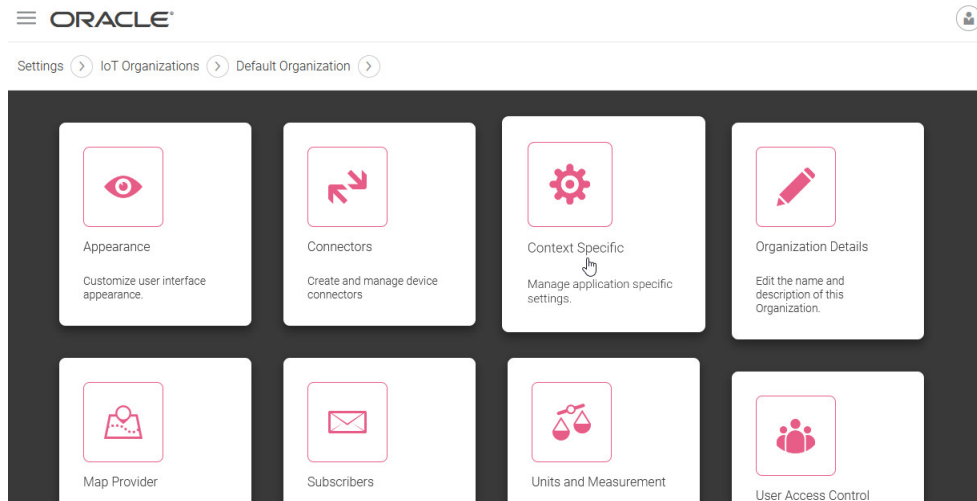 ORACLE
Settings
IoT Organizations
Default Organization
Appearance
Customize user interface
appearance.
Connectors
Create and manage device
connectors
Context Specific
Manage application specific
settings.
Organization Details
Edit the name and
description of this
Organization.
Map Provider
Subscribers
Units and Measurement
User Access Control